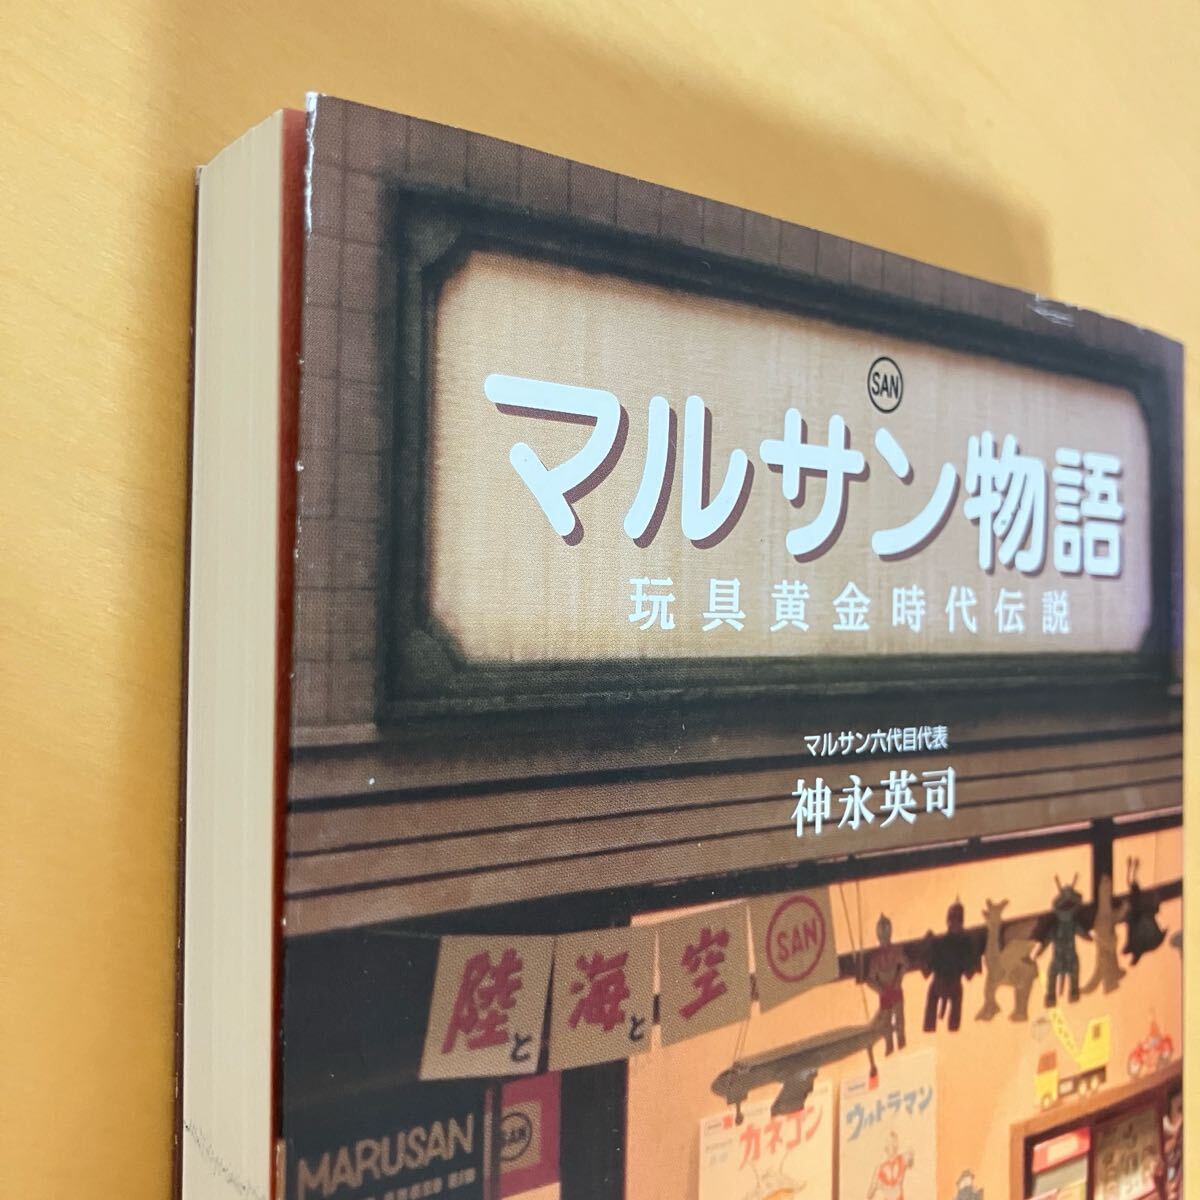 SAN
マルサン物語
玩具黄金時代伝説
マルサン六代目代表
神永英司
陸と海と空 SAN
MARUSAN SAN
カネゴン
ウルトラマン